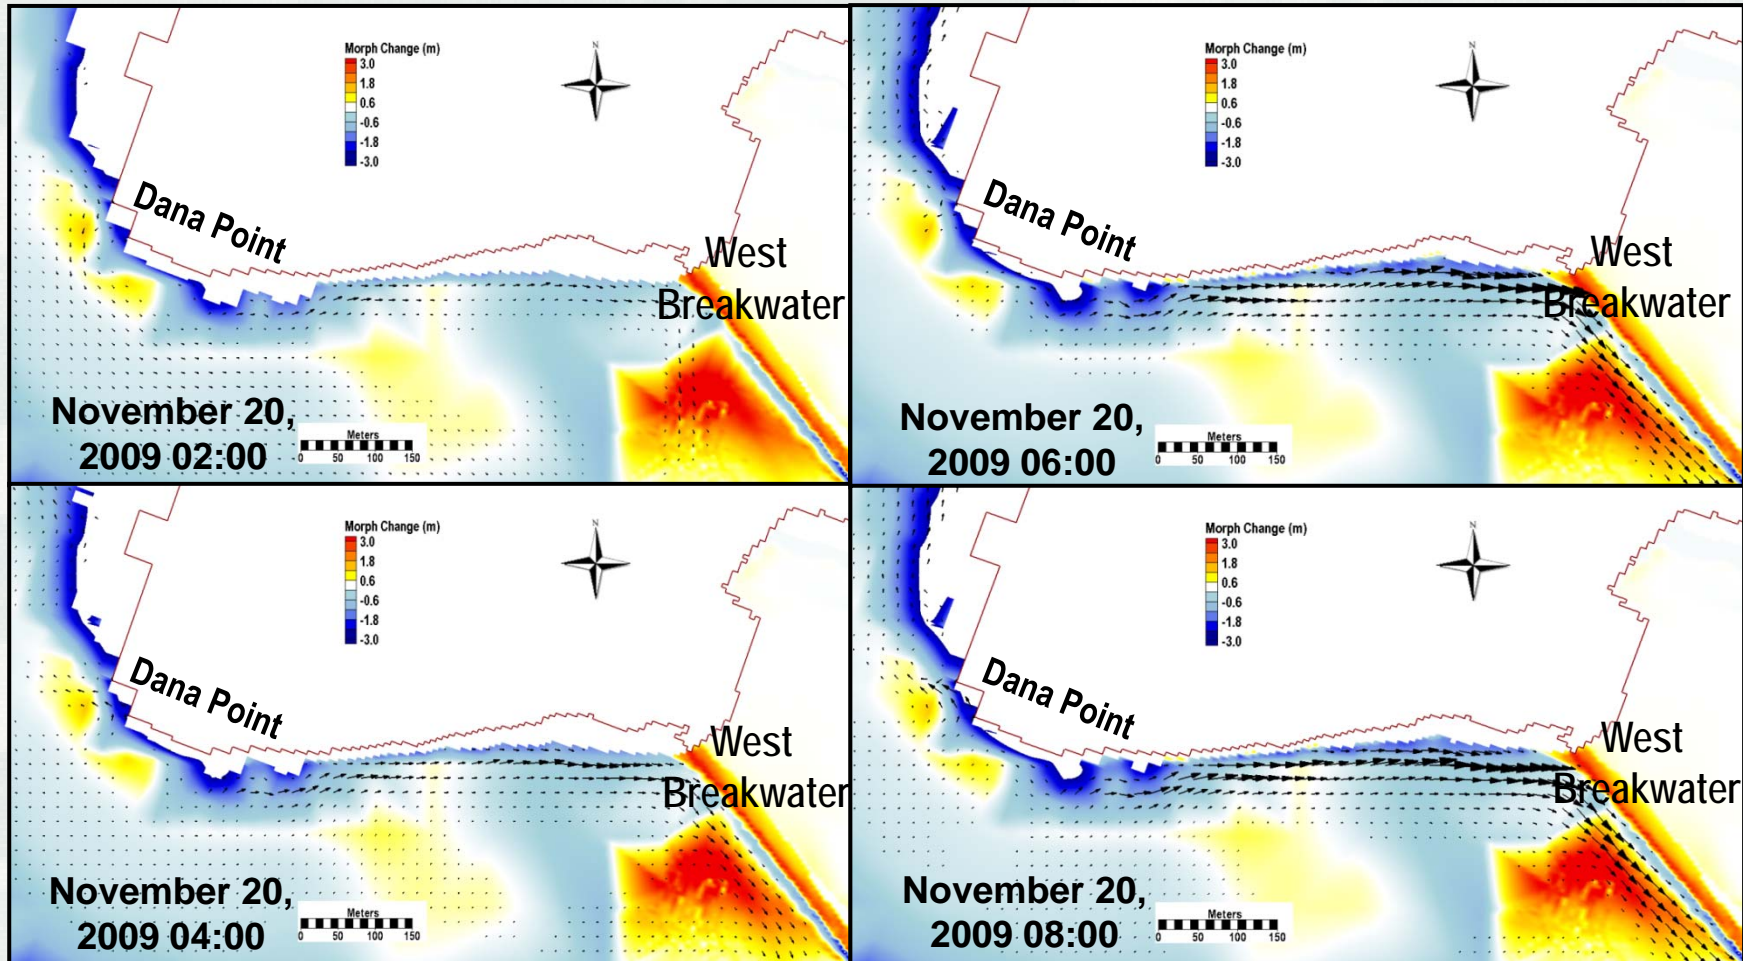 Morph Change (m)
3.0
1.8
0.6
-0.6
-1.8
-3.0
N
Dana Point
West
Breakwater
November 20,
2009 02:00
Meters
0 50 100 150
Morph Change (m)
3.0
1.8
0.6
-0.6
-1.8
-3.0
N
Dana Point
West
Breakwater
November 20,
2009 06:00
Meters
0 50 100 150
Morph Change (m)
3.0
1.8
0.6
-0.6
-1.8
-3.0
N
Dana Point
West
Breakwater
November 20,
2009 04:00
Meters
0 50 100 150
Morph Change (m)
3.0
1.8
0.6
-0.6
-1.8
-3.0
N
Dana Point
West
Breakwater
November 20,
2009 08:00
Meters
0 50 100 150